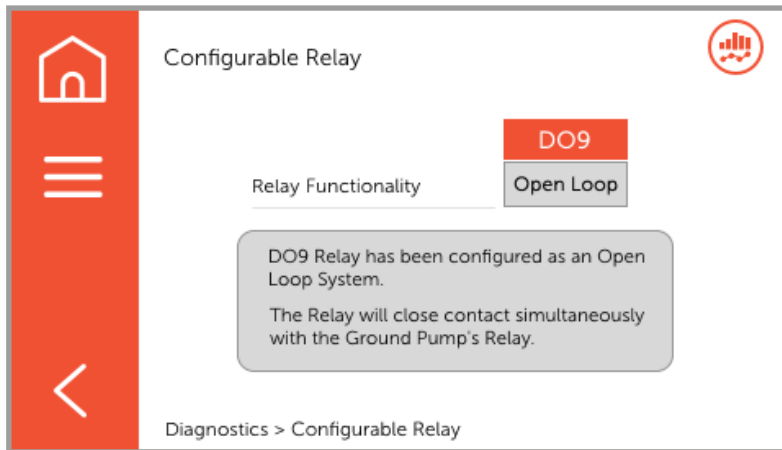 Configurable Relay
DO9
Relay Functionality
Open Loop
DO9 Relay has been configured as an Open
Loop System.
The Relay will close contact simultaneously
with the Ground Pump's Relay.
Diagnostics > Configurable Relay